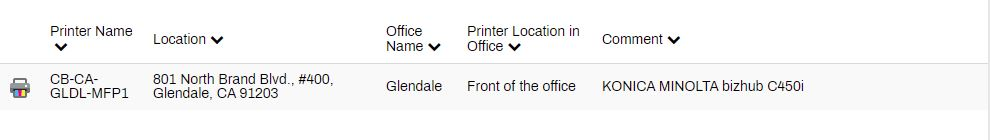 Printer Name
Location
Office
Name
Printer Location in
Office
Comment
CB-CA-
GLDL-MFP1
801 North Brand Blvd., #400,
Glendale, CA 91203
Glendale
Front of the office
KONICA MINOLTA bizhub C450i